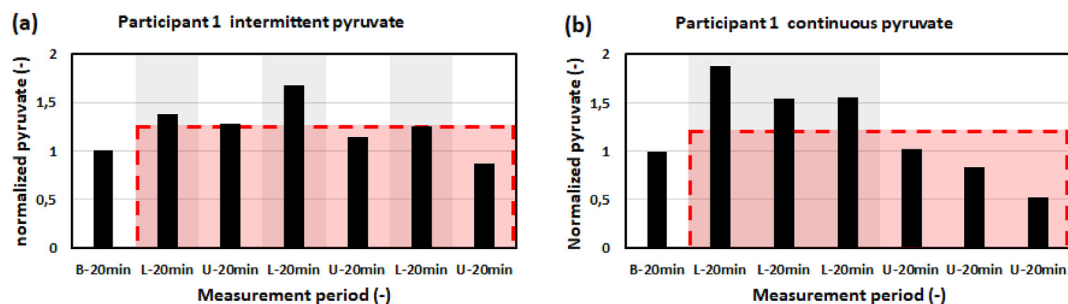 (a) Participant 1 intermittent pyruvate
normalized pyruvate (-)
2
1,5
1
0,5
0
B-20min L-20min U-20min L-20min U-20min L-20min U-20min
Measurement period (-)
(b) Participant 1 continuous pyruvate
Normalized pyruvate (-)
2
1,5
1
0,5
0
B-20min L-20min L-20min L-20min U-20min U-20min U-20min
Measurement period (-)